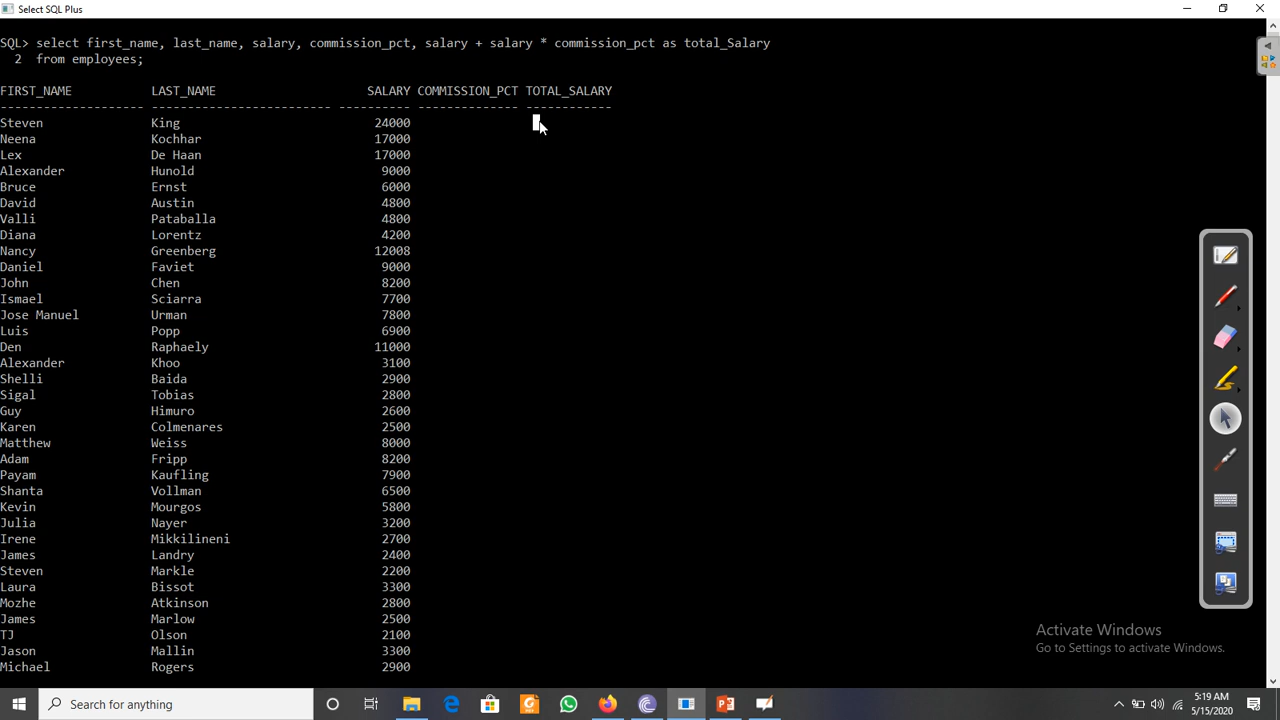 Select SQL Plus
SQL> select first_name, last_name, salary, commission_pct, salary + salary * commission_pct as total_Salary
2 from employees;
FIRST_NAME LAST_NAME SALARY COMMISSION_PCT TOTAL_SALARY
-------------------- ------------------------- ---------- -------------- ------------
Steven King 24000
Neena Kochhar 17000
Lex De Haan 17000
Alexander Hunold 9000
Bruce Ernst 6000
David Austin 4800
Valli Pataballa 4800
Diana Lorentz 4200
Nancy Greenberg 12008
Daniel Faviet 9000
John Chen 8200
Ismael Sciarra 7700
Jose Manuel Urman 7800
Luis Popp 6900
Den Raphaely 11000
Alexander Khoo 3100
Shelli Baida 2900
Sigal Tobias 2800
Guy Himuro 2600
Karen Colmenares 2500
Matthew Weiss 8000
Adam Fripp 8200
Payam Kaufling 7900
Shanta Vollman 6500
Kevin Mourgos 5800
Julia Nayer 3200
Irene Mikkilineni 2700
James Landry 2400
Steven Markle 2200
Laura Bissot 3300
Mozhe Atkinson 2800
James Marlow 2500
TJ Olson 2100
Jason Mallin 3300
Michael Rogers 2900
Activate Windows
Go to Settings to activate Windows.
Search for anything
5:19 AM
5/15/2020